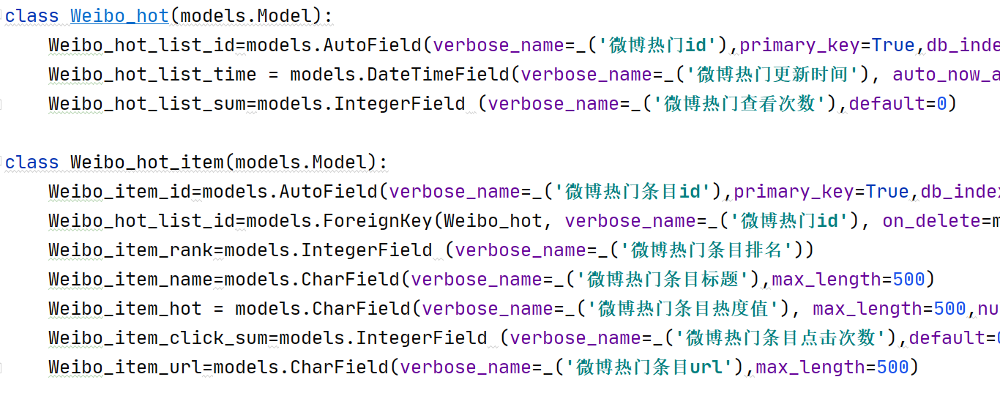 class Weibo_hot(models.Model):
Weibo_hot_list_id=models.AutoField(verbose_name=_('微博热门id'),primary_key=True,db_inde
Weibo_hot_list_time = models.DateTimeField(verbose_name=_('微博热门更新时间'), auto_now_a
Weibo_hot_list_sum=models.IntegerField (verbose_name=_('微博热门查看次数'),default=0)
class Weibo_hot_item(models.Model):
Weibo_item_id=models.AutoField(verbose_name=_('微博热门条目id'),primary_key=True,db_index
Weibo_hot_list_id=models.ForeignKey(Weibo_hot, verbose_name=_('微博热门id'), on_delete=m
Weibo_item_rank=models.IntegerField (verbose_name=_('微博热门条目排名'))
Weibo_item_name=models.CharField(verbose_name=_('微博热门条目标题'),max_length=500)
Weibo_item_hot = models.CharField(verbose_name=_('微博热门条目热度值'), max_length=500,nu
Weibo_item_click_sum=models.IntegerField (verbose_name=_('微博热门条目点击次数'),default=0
Weibo_item_url=models.CharField(verbose_name=_('微博热门条目url'),max_length=500)